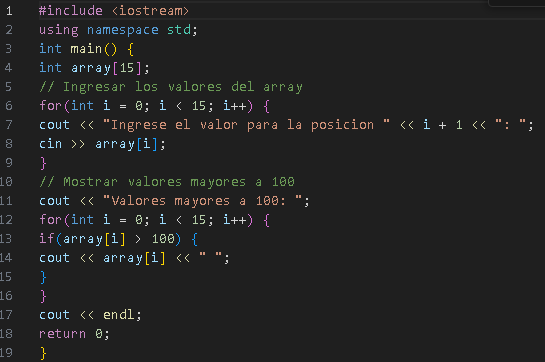 1 #include <iostream>
2 using namespace std;
3 int main() {
4 int array[15];
5 // Ingresar los valores del array
6 for(int i = 0; i < 15; i++) {
7 cout << "Ingrese el valor para la posicion " << i + 1 << ": ";
8 cin >> array[i];
9 }
10 // Mostrar valores mayores a 100
11 cout << "Valores mayores a 100: ";
12 for(int i = 0; i < 15; i++) {
13 if(array[i] > 100) {
14 cout << array[i] << " ";
15 }
16 }
17 cout << endl;
18 return 0;
19 }